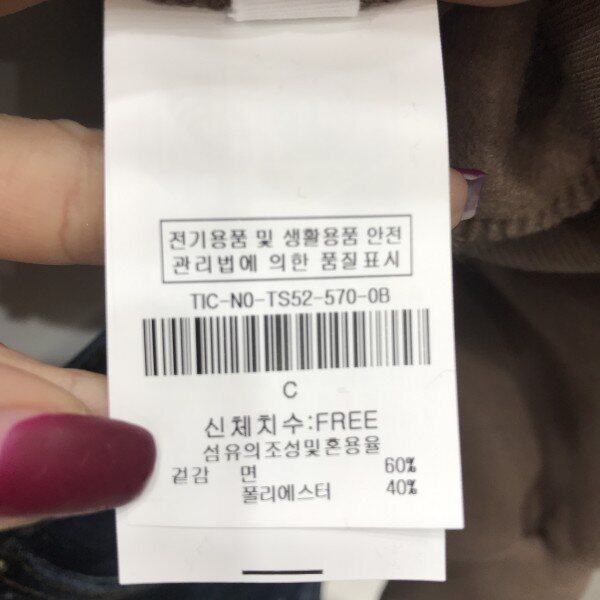 전기용품 및 생활용품 안전
관리법에 의한 품질표시
TIC-N0-TS52-570-0B
C
신체치수:FREE
섬유의조성및혼용율
겉감 면 60%
폴리에스터 40%